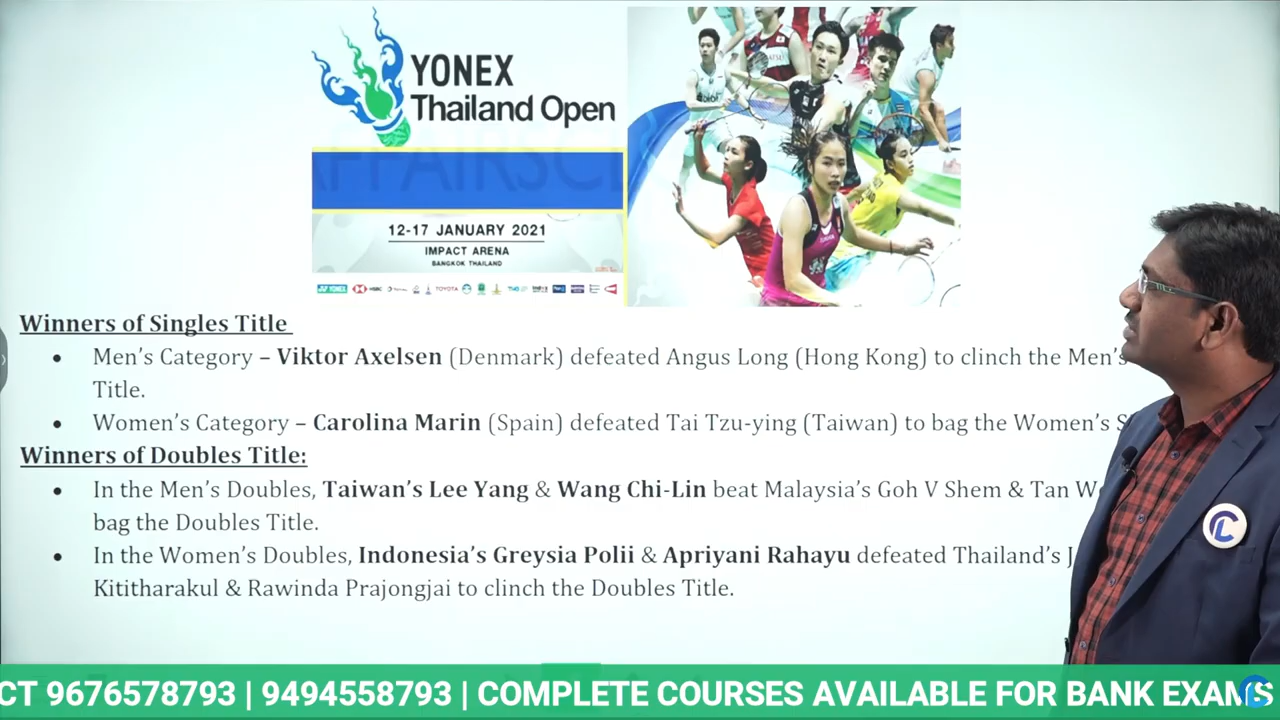 YONEX
Thailand Open
AFFAIRSCL
12-17 JANUARY 2021
IMPACT ARENA
BANGKOK THAILAND
YONEX HSBC TOYOTA
Winners of Singles Title
• Men's Category – Viktor Axelsen (Denmark) defeated Angus Long (Hong Kong) to clinch the Men's
Title.
• Women's Category – Carolina Marin (Spain) defeated Tai Tzu-ying (Taiwan) to bag the Women's
Winners of Doubles Title:
• In the Men's Doubles, Taiwan's Lee Yang & Wang Chi-Lin beat Malaysia's Goh V Shem & Tan
bag the Doubles Title.
• In the Women's Doubles, Indonesia's Greysia Polii & Apriyani Rahayu defeated Thailand's
Kititharakul & Rawinda Prajongjai to clinch the Doubles Title.
CT 9676578793 | 9494558793 | COMPLETE COURSES AVAILABLE FOR BANK EXAMS